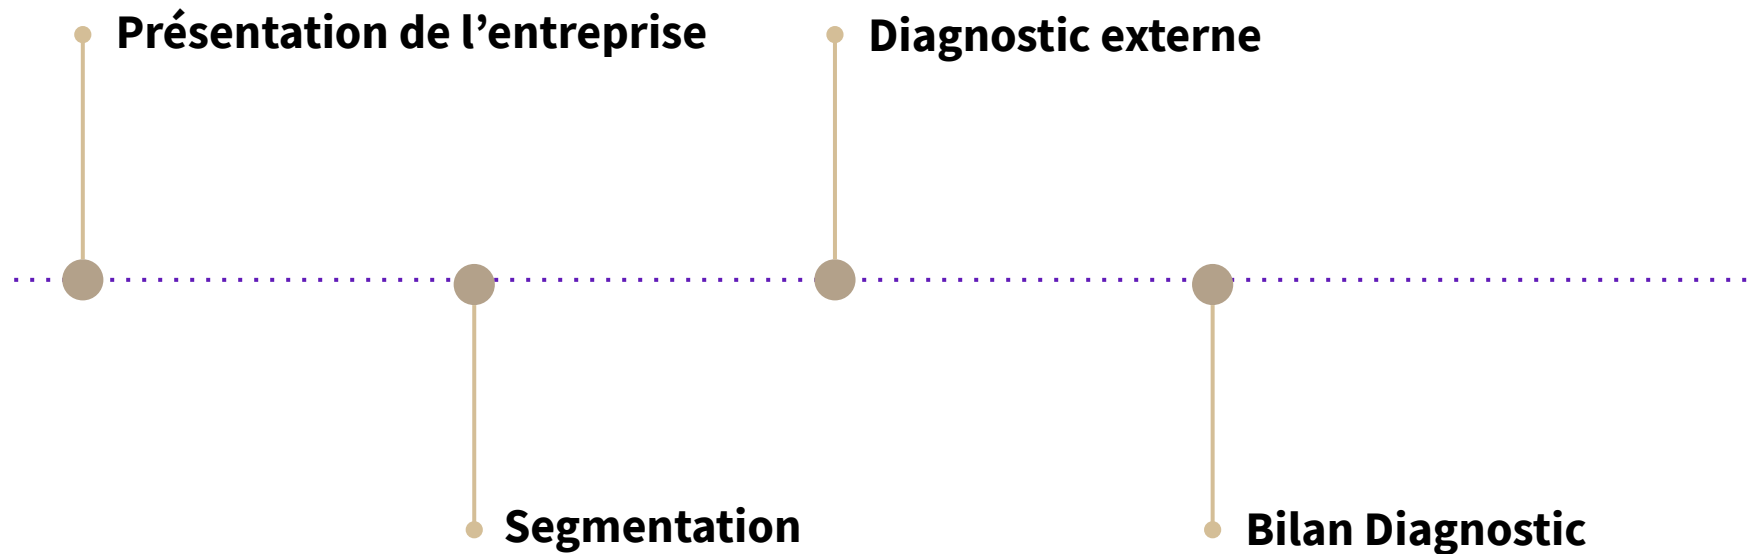 Présentation de l’entreprise
Diagnostic externe
Segmentation
Bilan Diagnostic